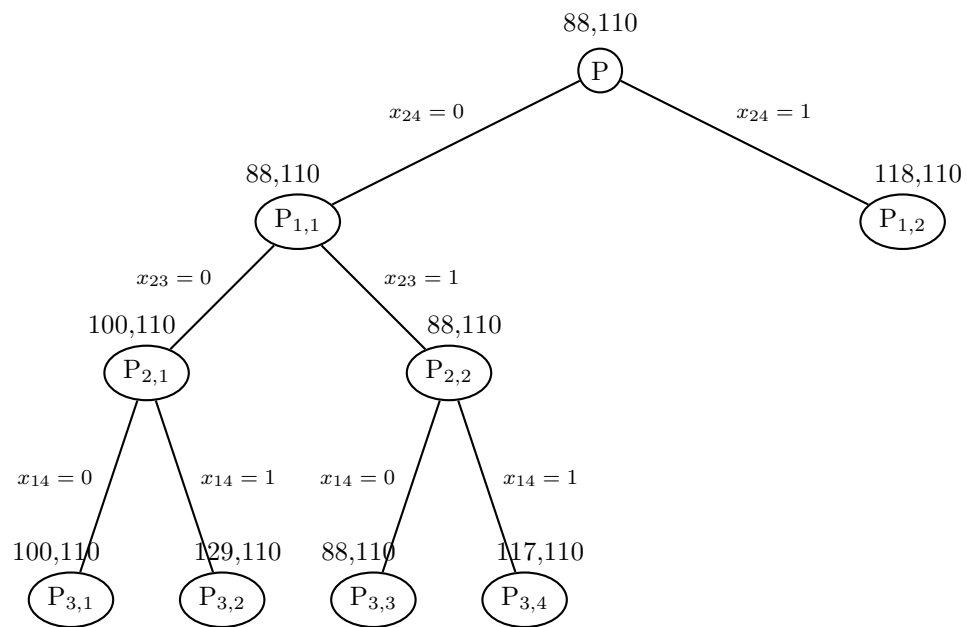 88,110
P
x₂₄ = 0
x₂₄ = 1
88,110
118,110
P₁,₁
P₁,₂
x₂₃ = 0
x₂₃ = 1
100,110
88,110
P₂,₁
P₂,₂
x₁₄ = 0
x₁₄ = 1
x₁₄ = 0
x₁₄ = 1
100,110
129,110
88,110
117,110
P₃,₁
P₃,₂
P₃,₃
P₃,₄